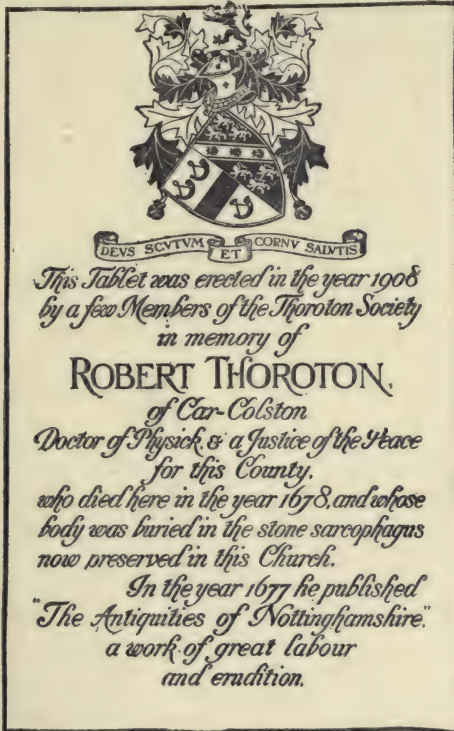 DEVS SCVTVM ET CORNV SALVTIS
This Tablet was erected in the year 1908
by a few Members of the Thoroton Society
in memory of
ROBERT THOROTON,
of Car-Colston
Doctor of Physick & a Justice of the Peace
for this County,
who died here in the year 1678, and whose
body was buried in the stone sarcophagus
now preserved in this Church.
In the year 1677 he published
"The Antiquities of Nottinghamshire,"
a work of great labour
and erudition.